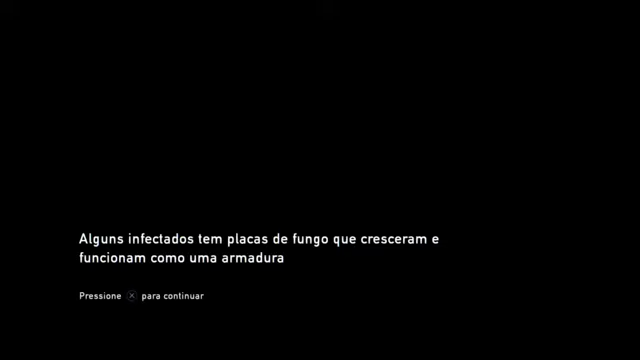 Alguns infectados tem placas de fungo que cresceram e
funcionam como uma armadura
Pressione ✕ para continuar